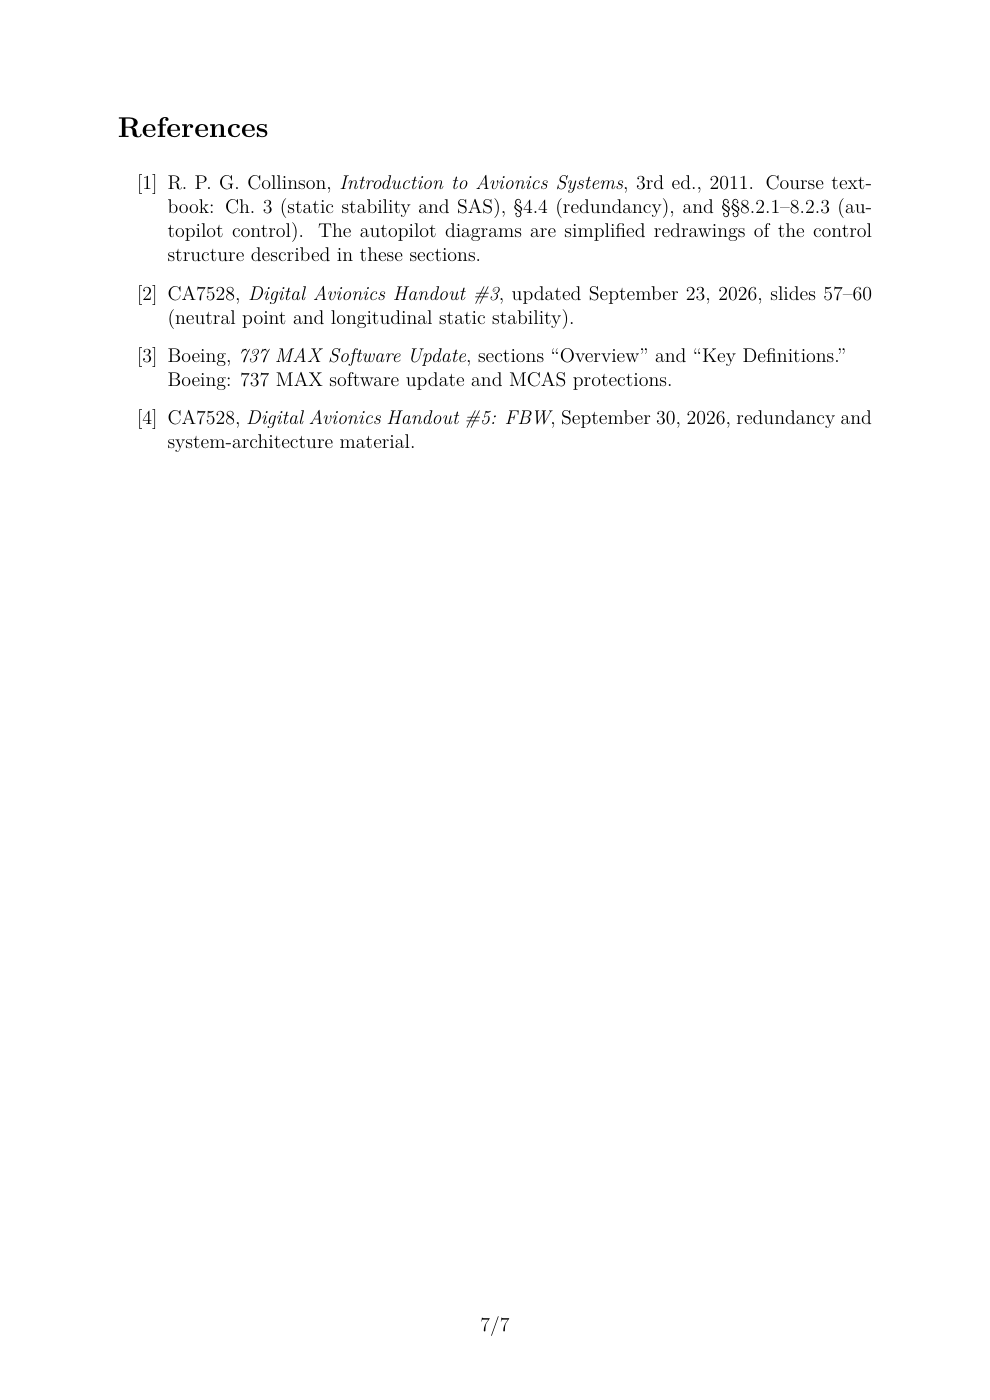 References
[1] R. P. G. Collinson, Introduction to Avionics Systems, 3rd ed., 2011. Course text-
book: Ch. 3 (static stability and SAS), §4.4 (redundancy), and §§8.2.1–8.2.3 (au-
topilot control). The autopilot diagrams are simplified redrawings of the control
structure described in these sections.
[2] CA7528, Digital Avionics Handout #3, updated September 23, 2026, slides 57–60
(neutral point and longitudinal static stability).
[3] Boeing, 737 MAX Software Update, sections “Overview” and “Key Definitions.”
Boeing: 737 MAX software update and MCAS protections.
[4] CA7528, Digital Avionics Handout #5: FBW, September 30, 2026, redundancy and
system-architecture material.
7/7